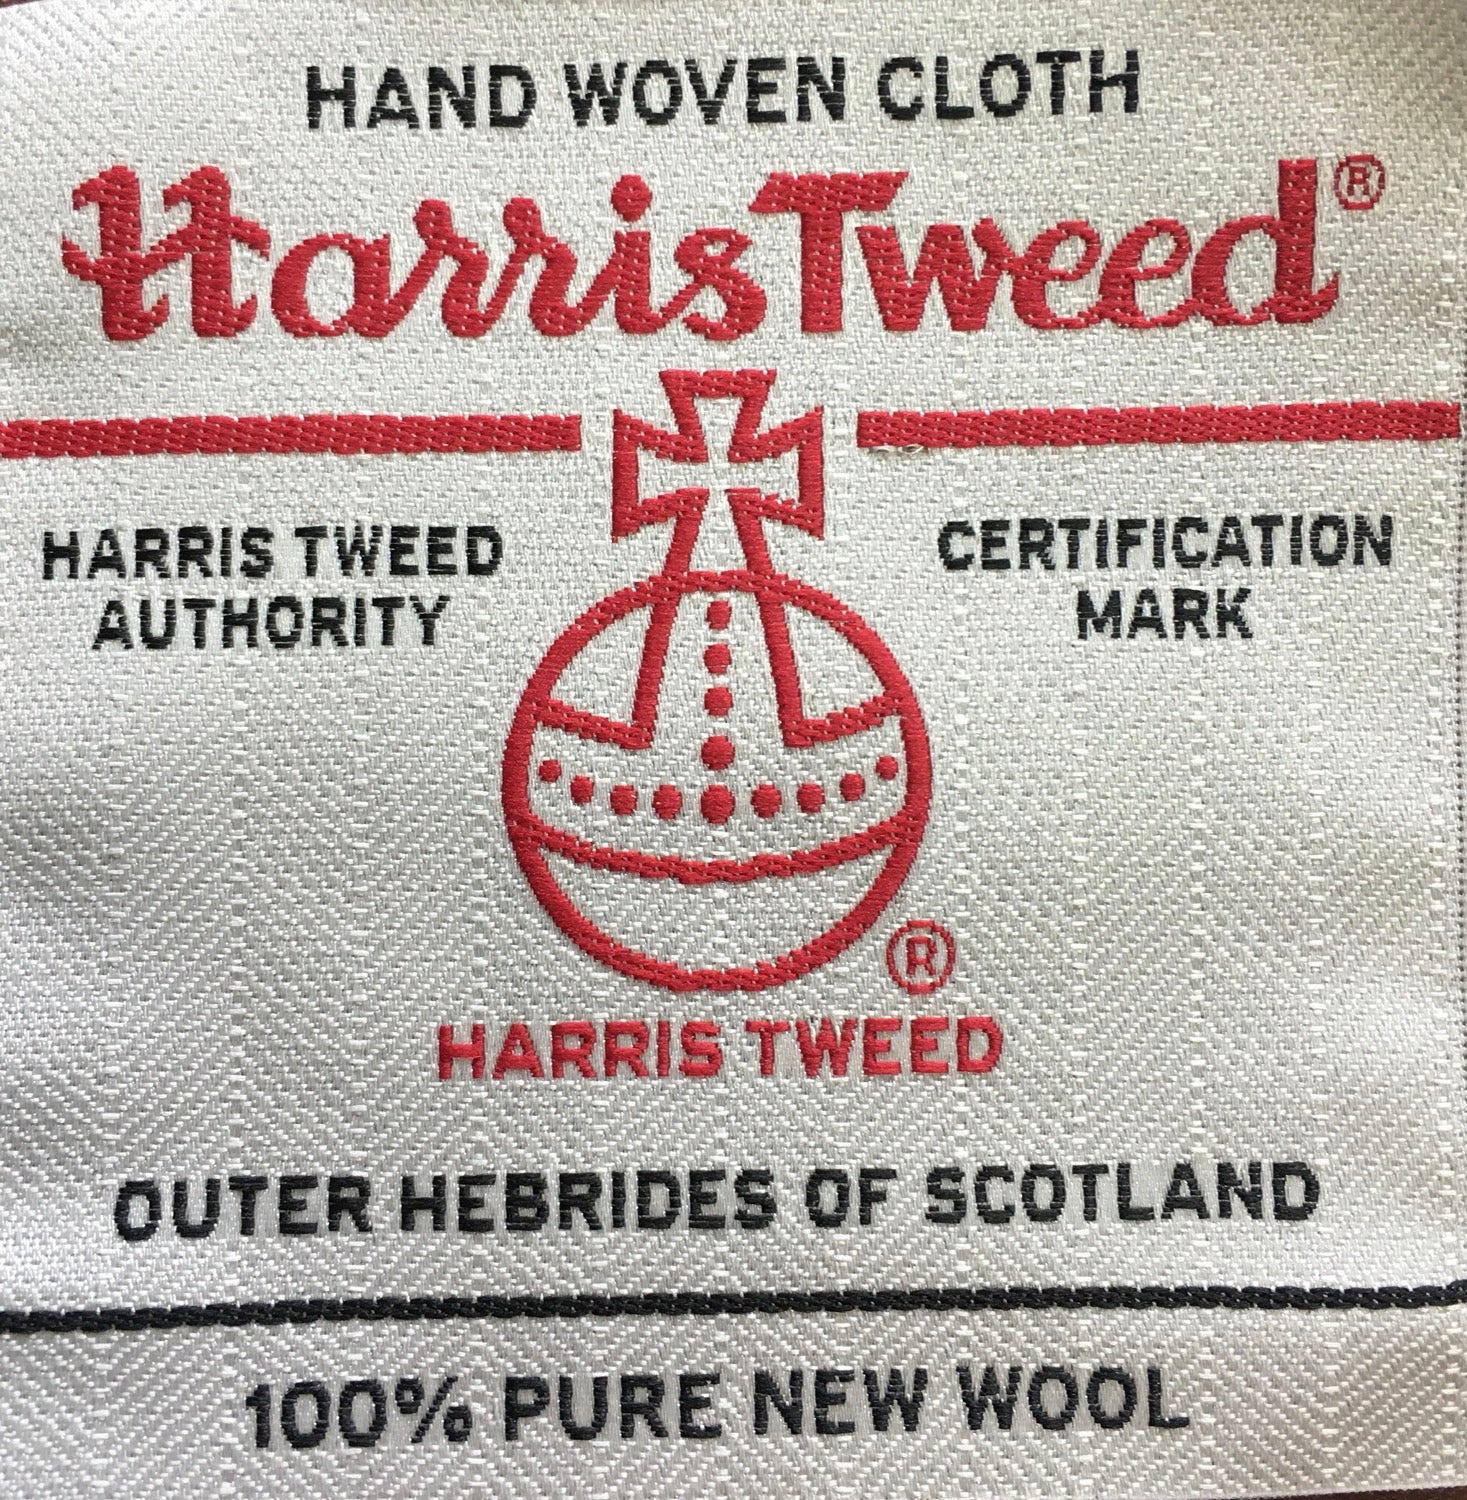 HAND WOVEN CLOTH
Harris Tweed®
HARRIS TWEED
AUTHORITY
CERTIFICATION
MARK
®
HARRIS TWEED
OUTER HEBRIDES OF SCOTLAND
100% PURE NEW WOOL